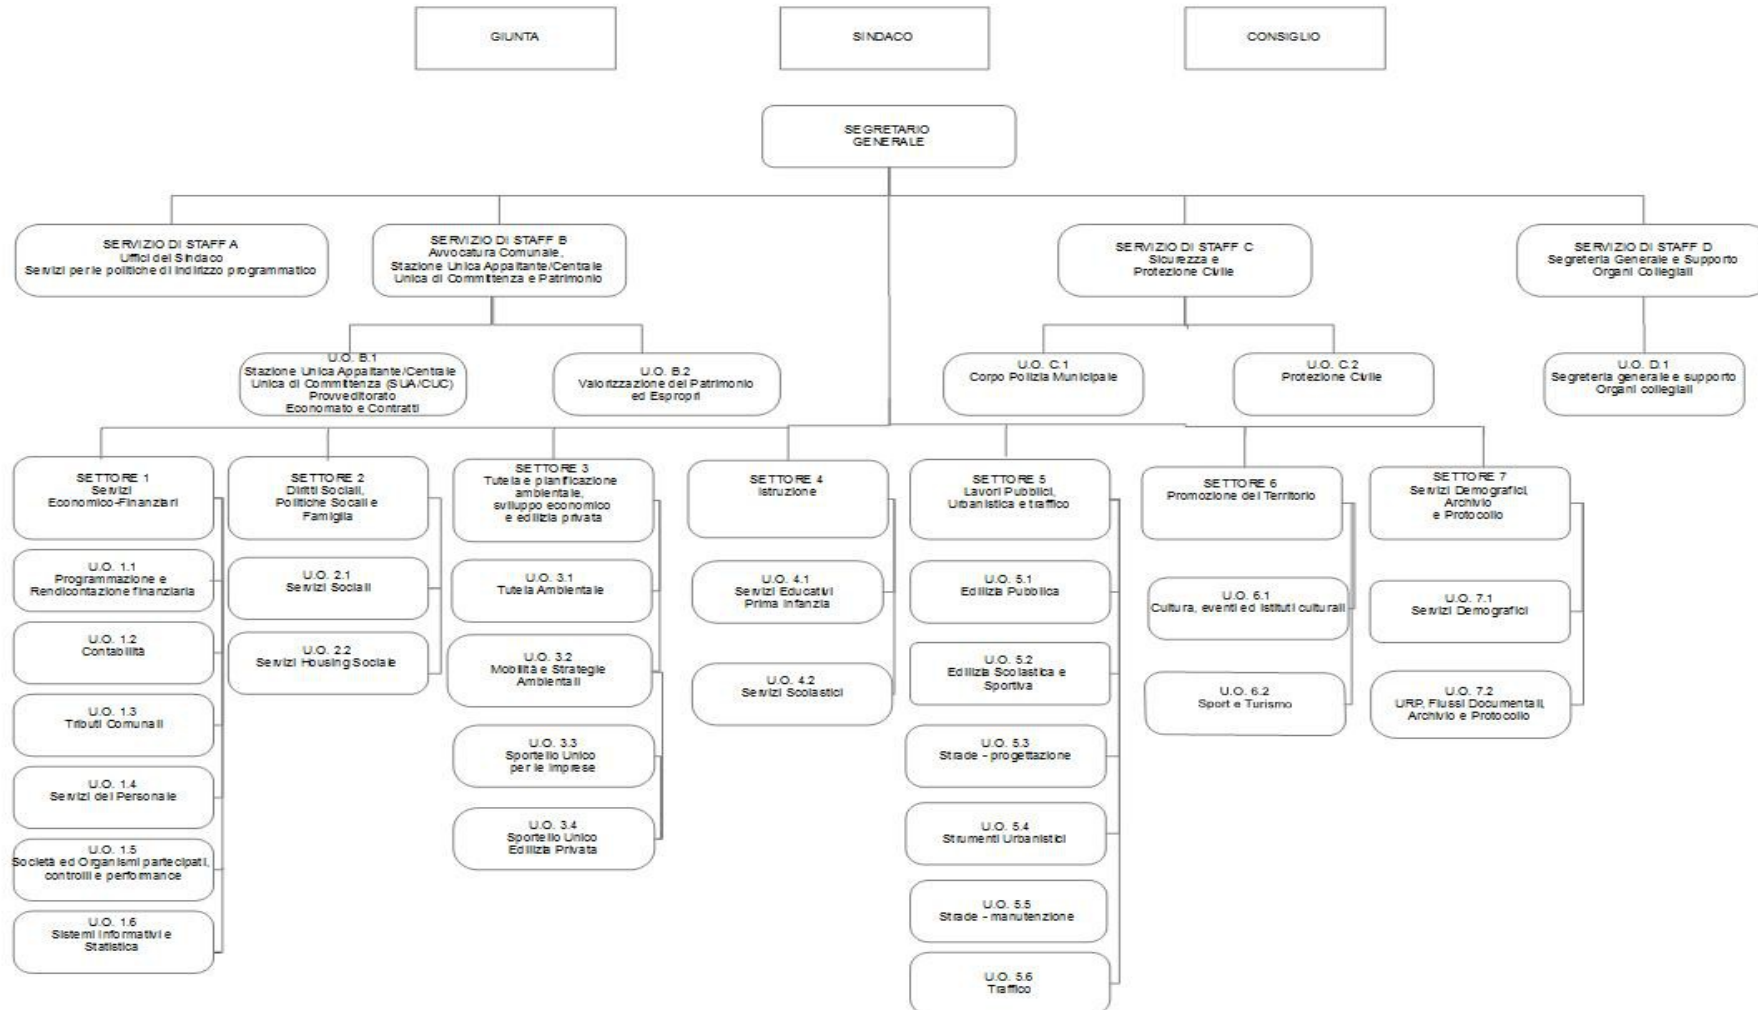 GIUNTA
SINDACO
CONSIGLIO
SEGRETARIO
GENERALE
SERVIZIO DI STAFF A
Uffici del Sindaco
Servizi per le politiche di indirizzo programmatico
SERVIZIO DI STAFF B
Avvocatura Comunale,
Stazione Unica Appaltante/Centrale
Unica di Committenza e Patrimonio
SERVIZIO DI STAFF C
Sicurezza e
Protezione Civile
SERVIZIO DI STAFF D
Segreteria Generale e Supporto
Organi Collegiali
U.O. B.1
Stazione Unica Appaltante/Centrale
Unica di Committenza (SUA/CUC)
Provveditorato
Economato e Contratti
U.O. B.2
Valorizzazione del Patrimonio
ed Espropri
U.O. C.1
Corpo Polizia Municipale
U.O. C.2
Protezione Civile
U.O. D.1
Segreteria generale e supporto
Organi collegiali
SETTORE 1
Servizi
Economico-Finanziari
U.O. 1.1
Programmazione e
Rendicontazione finanziaria
U.O. 1.2
Contabilità
U.O. 1.3
Tributi Comunali
U.O. 1.4
Servizi del Personale
U.O. 1.5
Società ed Organismi partecipati,
controlli e performance
U.O. 1.6
Sistemi Informativi e
Statistica
SETTORE 2
Diritti Sociali,
Politiche Sociali e
Famiglia
U.O. 2.1
Servizi Sociali
U.O. 2.2
Servizi Housing Sociale
SETTORE 3
Tutela e pianificazione
ambientale,
sviluppo economico
e edilizia privata
U.O. 3.1
Tutela Ambientale
U.O. 3.2
Mobilità e Strategie
Ambientali
U.O. 3.3
Sportello Unico
per le Imprese
U.O. 3.4
Sportello Unico
Edilizia Privata
SETTORE 4
Istruzione
U.O. 4.1
Servizi Educativi
Prima Infanzia
U.O. 4.2
Servizi Scolastici
SETTORE 5
Lavori Pubblici,
Urbanistica e traffico
U.O. 5.1
Edilizia Pubblica
U.O. 5.2
Edilizia Scolastica e
Sportiva
U.O. 5.3
Strade - progettazione
U.O. 5.4
Strumenti Urbanistici
U.O. 5.5
Strade - manutenzione
U.O. 5.6
Traffico
SETTORE 6
Promozione del Territorio
U.O. 6.1
Cultura, eventi ed istituti culturali
U.O. 6.2
Sport e Turismo
SETTORE 7
Servizi Demografici,
Archivio
e Protocollo
U.O. 7.1
Servizi Demografici
U.O. 7.2
URP, Flussi Documentali,
Archivio e Protocollo